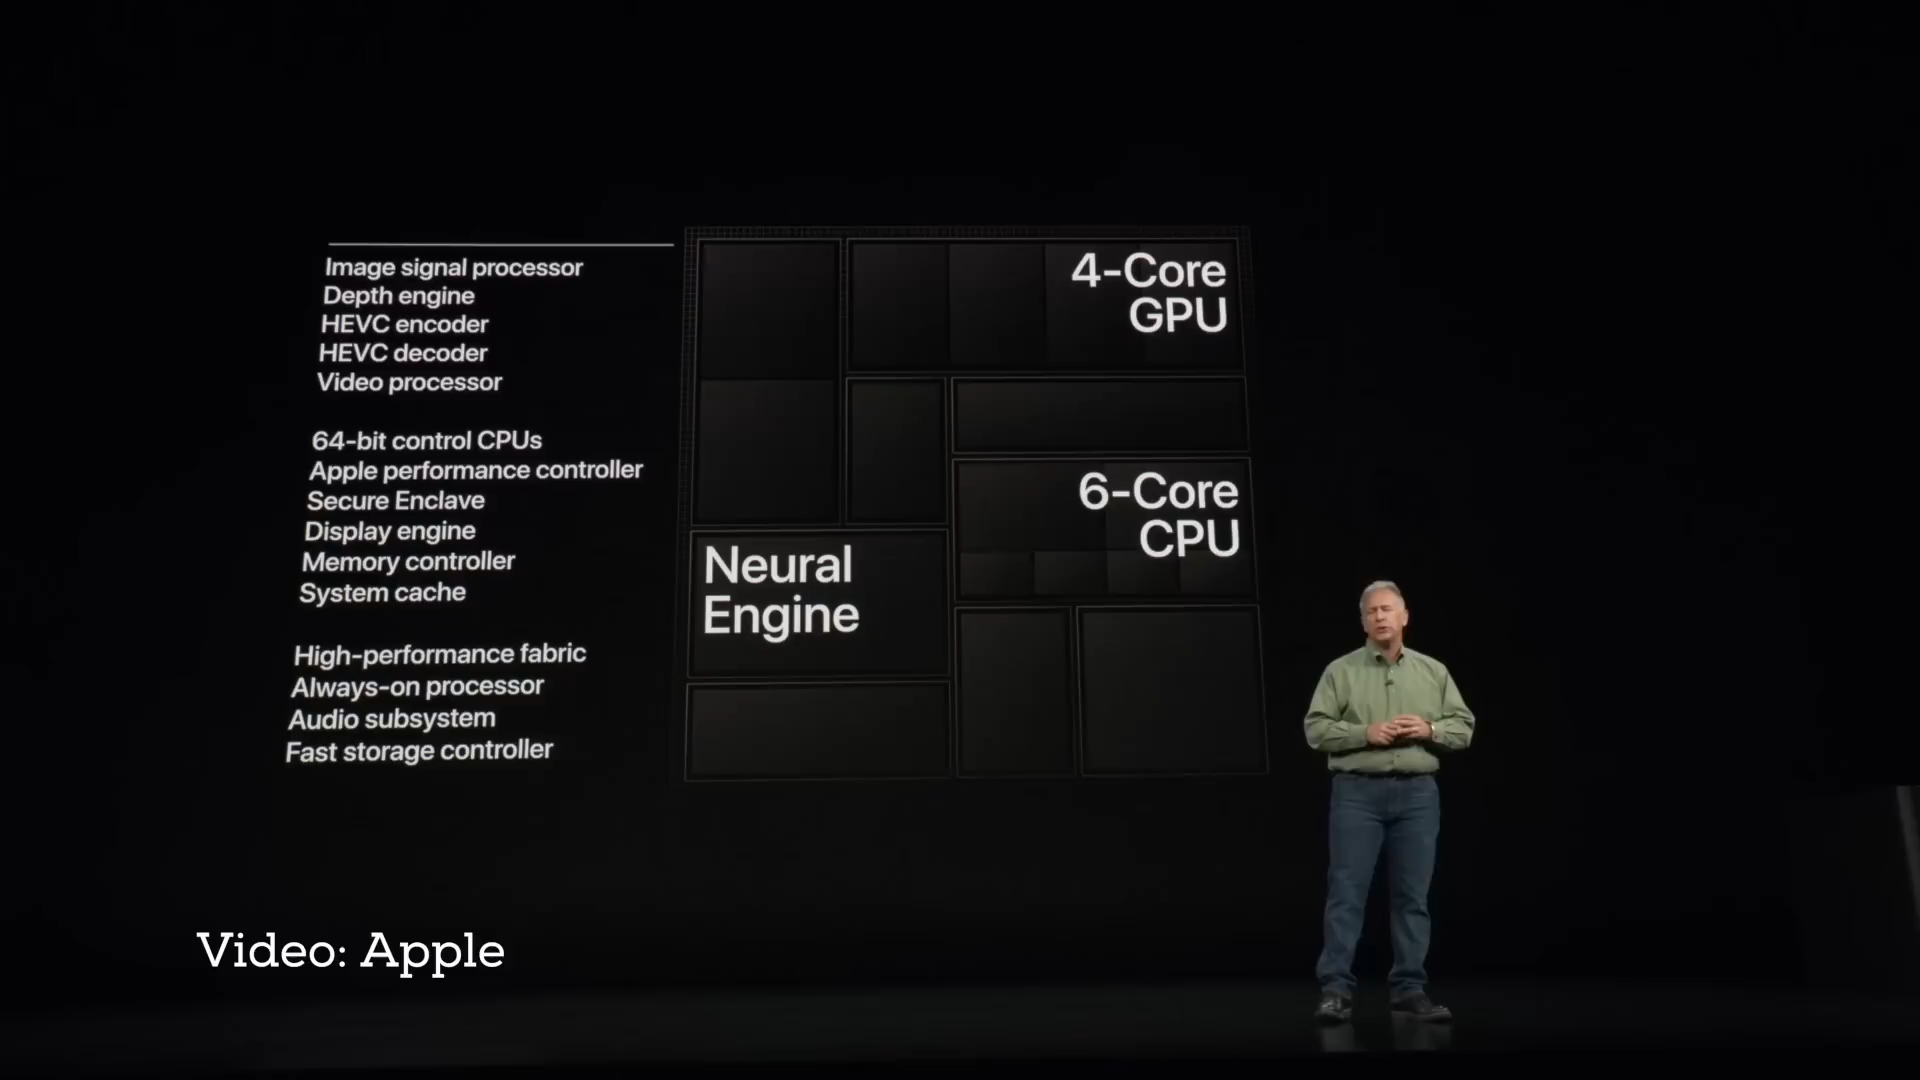 Image signal processor
Depth engine
HEVC encoder
HEVC decoder
Video processor
64-bit control CPUs
Apple performance controller
Secure Enclave
Display engine
Memory controller
System cache
High-performance fabric
Always-on processor
Audio subsystem
Fast storage controller
4-Core
GPU
6-Core
CPU
Neural
Engine
Video: Apple